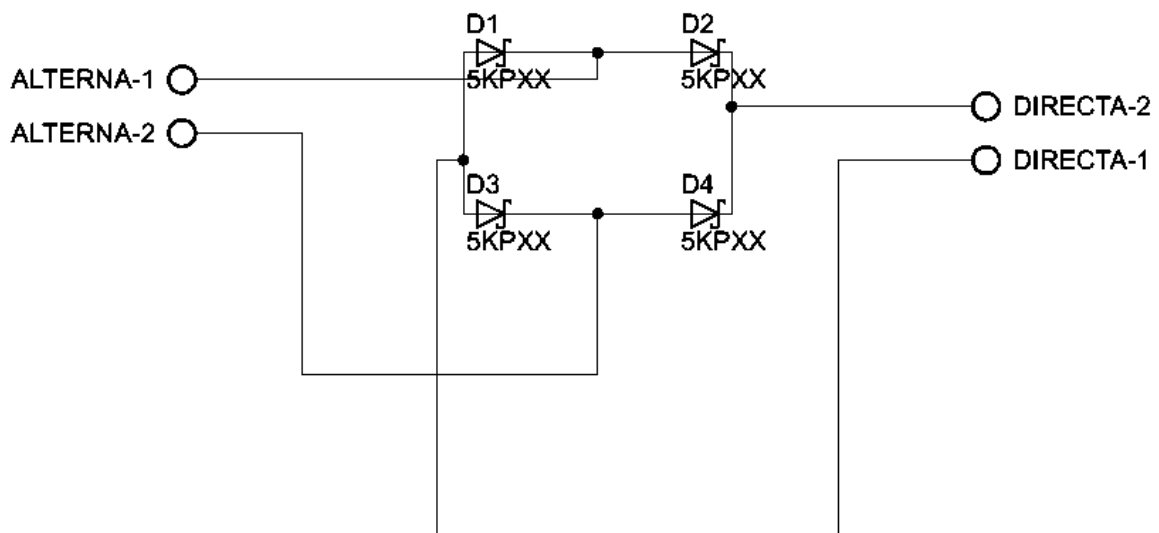 D1
D2
5KPXX
5KPXX
ALTERNA-1
ALTERNA-2
DIRECTA-2
DIRECTA-1
D3
D4
5KPXX
5KPXX